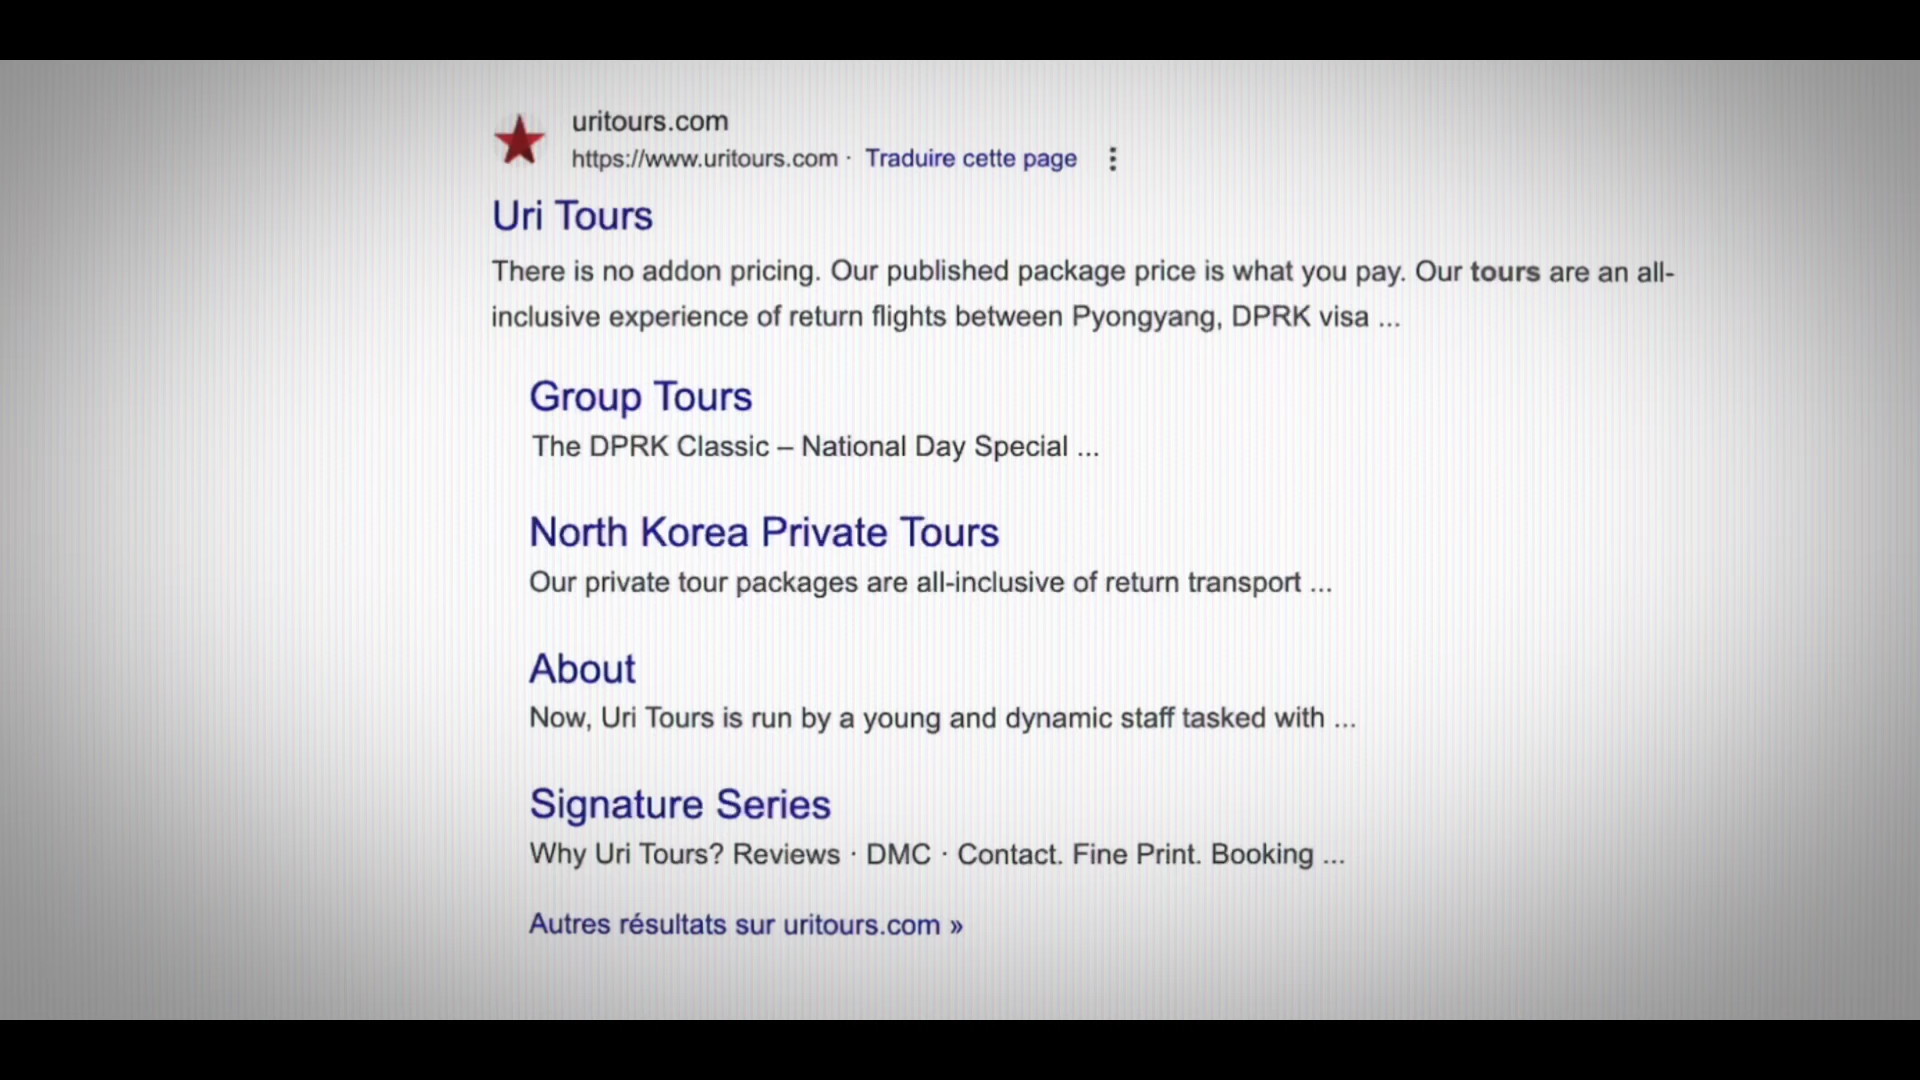 uritours.com
https://www.uritours.com · Traduire cette page
Uri Tours
There is no addon pricing. Our published package price is what you pay. Our tours are an all-
inclusive experience of return flights between Pyongyang, DPRK visa ...
Group Tours
The DPRK Classic – National Day Special ...
North Korea Private Tours
Our private tour packages are all-inclusive of return transport ...
About
Now, Uri Tours is run by a young and dynamic staff tasked with ...
Signature Series
Why Uri Tours? Reviews · DMC · Contact. Fine Print. Booking ...
Autres résultats sur uritours.com »